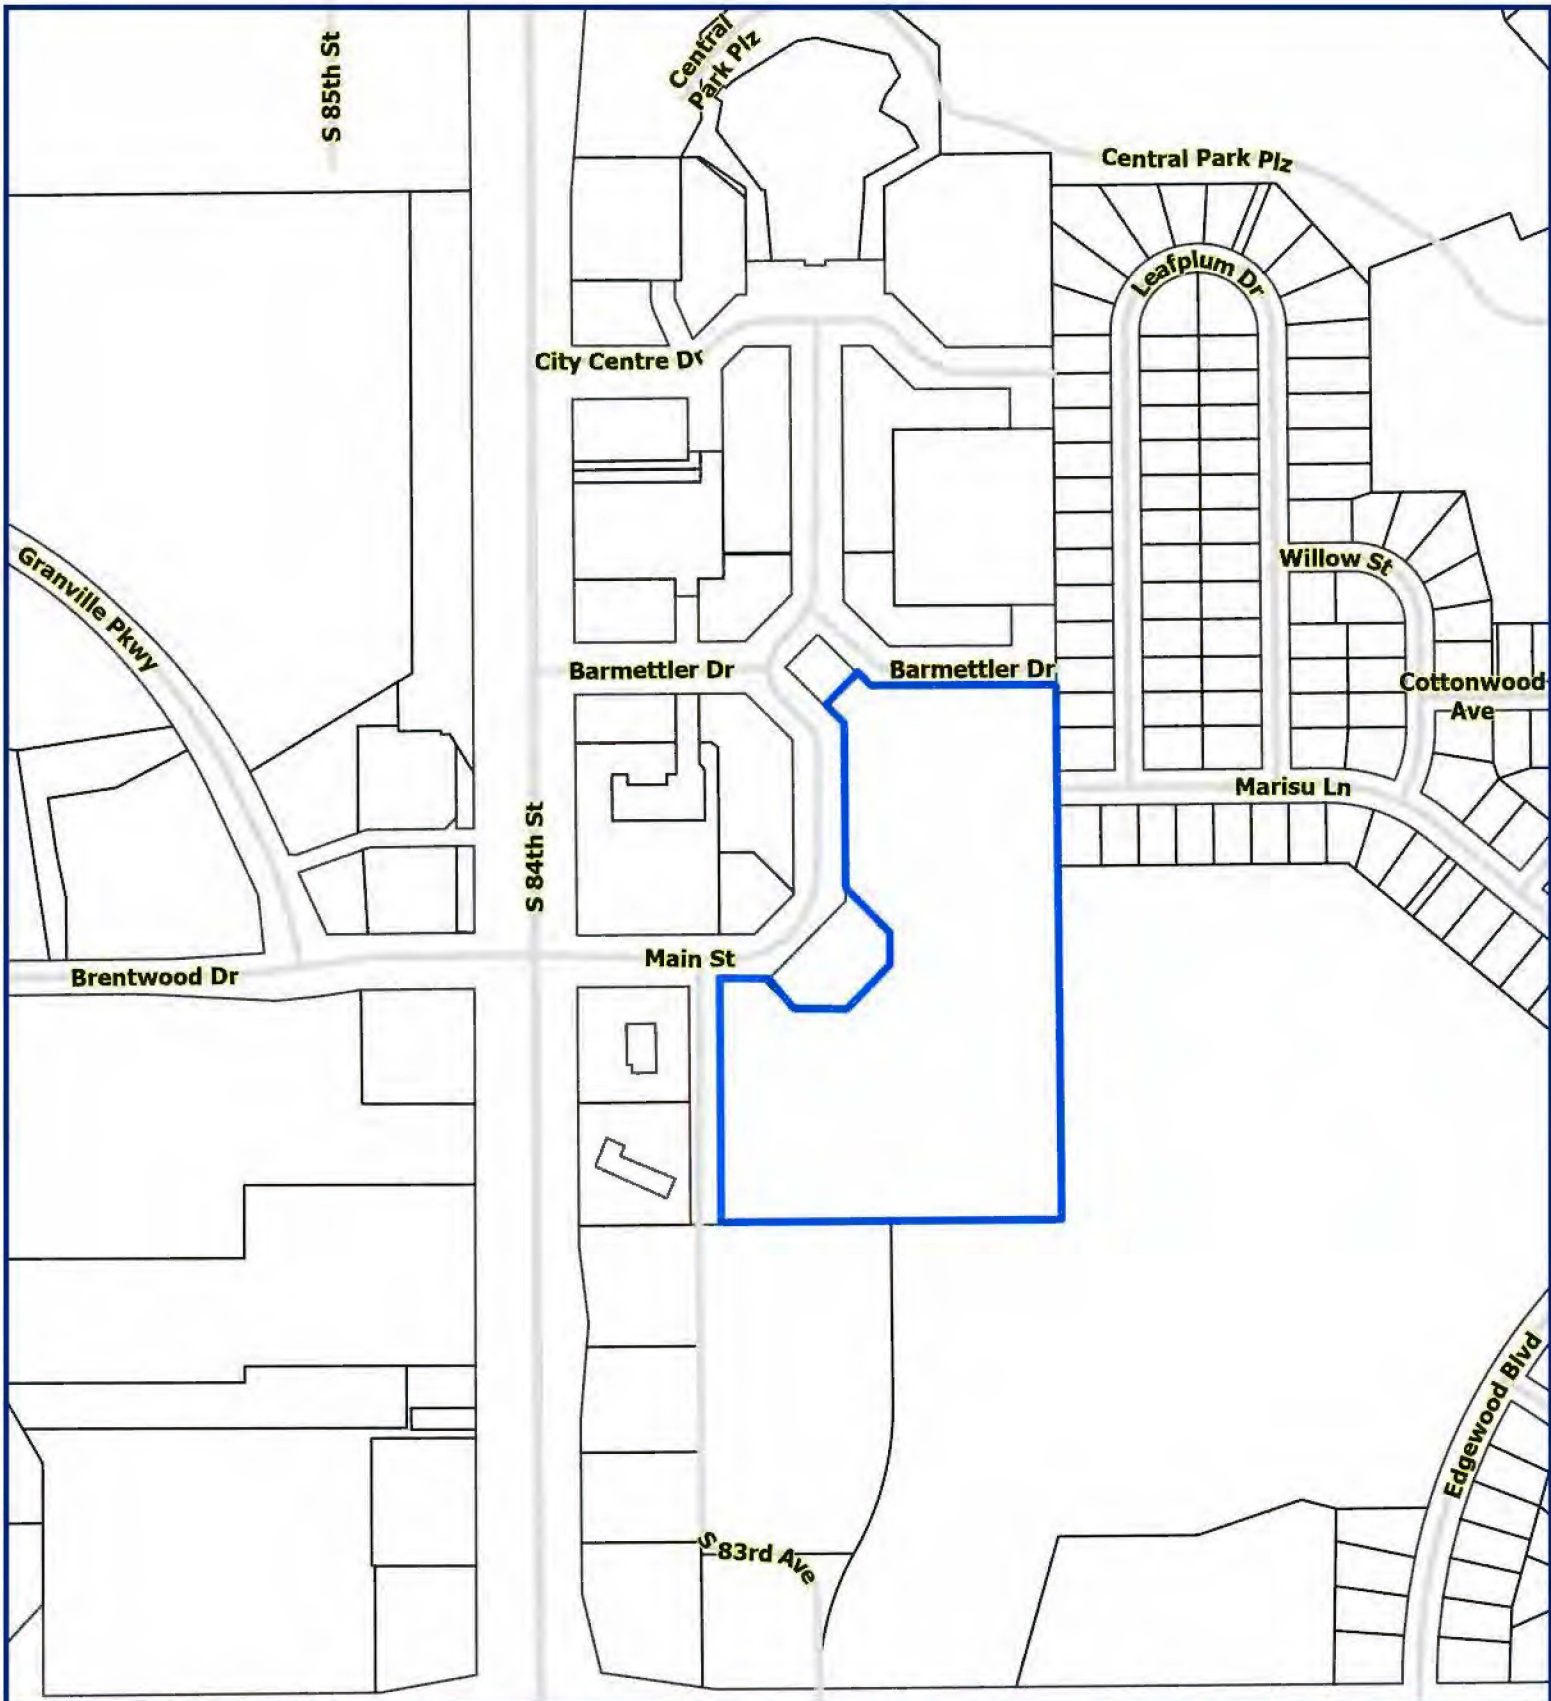 S 85th St
Central
Park Plz
Central Park Plz
Leafplum Dr
City Centre Dr
Granville Pkwy
Willow St
Barmettler Dr
Barmettler Dr
Cottonwood
Ave
Marisu Ln
S 84th St
Main St
Brentwood Dr
Edgewood Blvd
S 83rd Ave